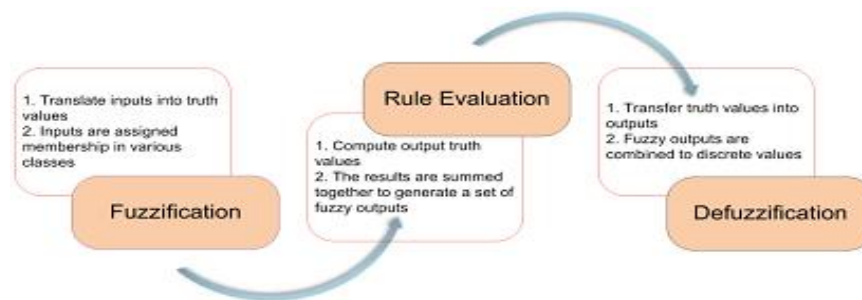 1. Translate inputs into truth
values
2. Inputs are assigned
membership in various
classes
Fuzzification
Rule Evaluation
1. Compute output truth
values
2. The results are summed
together to generate a set of
fuzzy outputs
1. Transfer truth values into
outputs
2. Fuzzy outputs are
combined to discrete values
Defuzzification